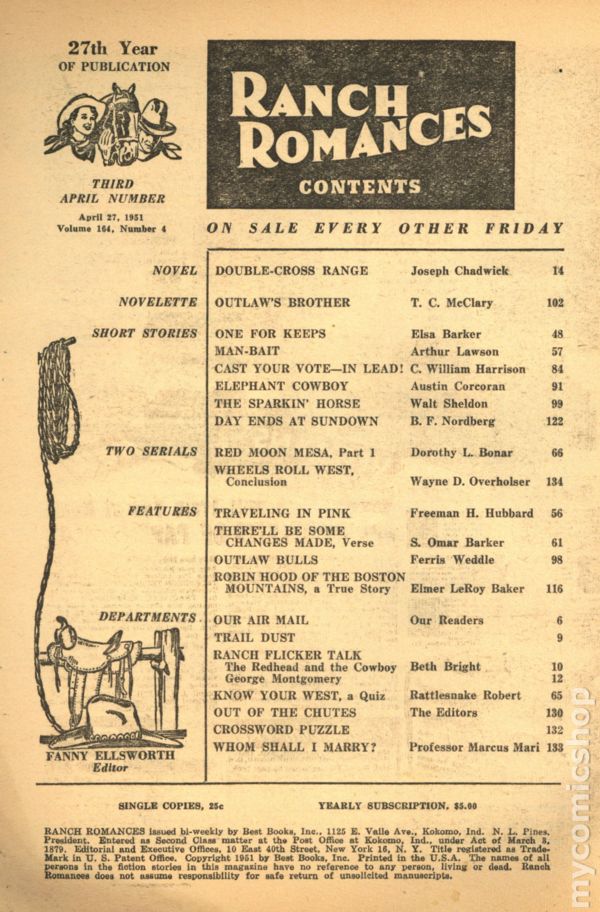 27th Year
OF PUBLICATION
THIRD
APRIL NUMBER
April 27, 1951
Volume 164, Number 4
RANCH
ROMANCES
CONTENTS
ON SALE EVERY OTHER FRIDAY
NOVEL DOUBLE-CROSS RANGE Joseph Chadwick 14
NOVELETTE OUTLAW'S BROTHER T. C. McClary 102
SHORT STORIES ONE FOR KEEPS Elsa Barker 48
MAN-BAIT Arthur Lawson 57
CAST YOUR VOTE—IN LEAD! C. William Harrison 84
ELEPHANT COWBOY Austin Corcoran 91
THE SPARKIN' HORSE Walt Sheldon 99
DAY ENDS AT SUNDOWN B. F. Nordberg 122
TWO SERIALS RED MOON MESA, Part 1 Dorothy L. Bonar 66
WHEELS ROLL WEST,
Conclusion Wayne D. Overholser 134
FEATURES TRAVELING IN PINK Freeman H. Hubbard 56
THERE'LL BE SOME
CHANGES MADE, Verse S. Omar Barker 61
OUTLAW BULLS Ferris Weddle 98
ROBIN HOOD OF THE BOSTON
MOUNTAINS, a True Story Elmer LeRoy Baker 116
DEPARTMENTS OUR AIR MAIL Our Readers 6
TRAIL DUST 9
RANCH FLICKER TALK
The Redhead and the Cowboy Beth Bright 10
George Montgomery 12
KNOW YOUR WEST, a Quiz Rattlesnake Robert 65
OUT OF THE CHUTES The Editors 130
CROSSWORD PUZZLE 132
WHOM SHALL I MARRY? Professor Marcus Mari 133
FANNY ELLSWORTH
Editor
SINGLE COPIES, 25c YEARLY SUBSCRIPTION, $5.00
RANCH ROMANCES issued bi-weekly by Best Books, Inc., 1125 E. Vaile Ave., Kokomo, Ind. N. L. Pines,
President. Entered as Second Class matter at the Post Office at Kokomo, Ind., under Act of March 3,
1879. Editorial and Executive Offices, 10 East 40th Street, New York 16, N. Y. Title registered as Trade-
Mark in U. S. Patent Office. Copyright 1951 by Best Books, Inc. Printed in the U.S.A. The names of all
persons in the fiction stories in this magazine have no reference to any person, living or dead. Ranch
Romances does not assume responsibility for safe return of unsolicited manuscripts.
mycomicshop